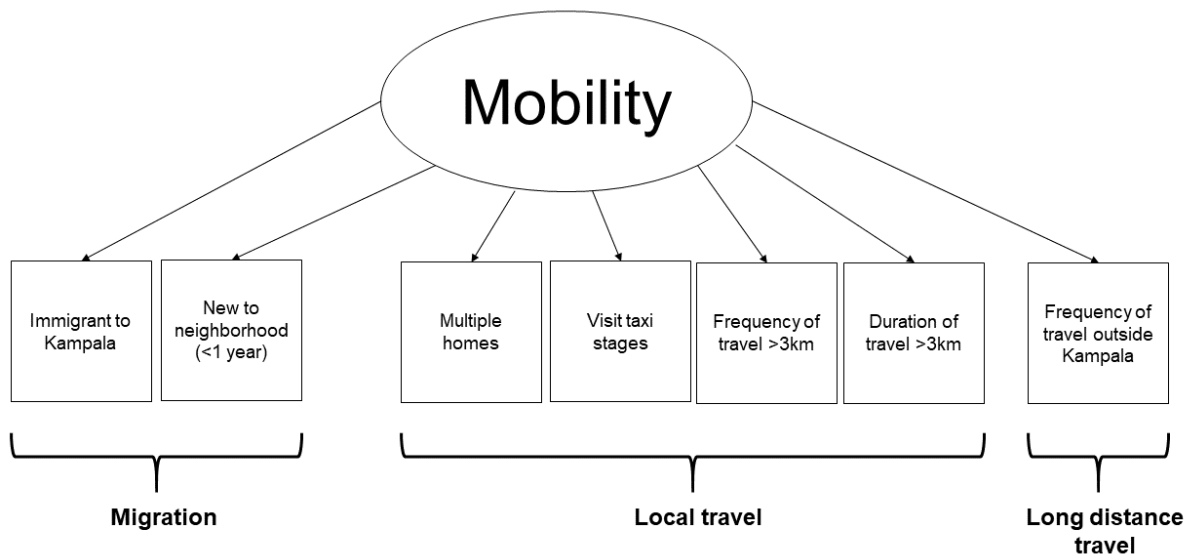 Mobility
Immigrant to
Kampala
New to
neighborhood
(<1 year)
Multiple
homes
Visit taxi
stages
Frequency of
travel >3km
Duration of
travel >3km
Frequency of
travel outside
Kampala
Migration
Local travel
Long distance
travel